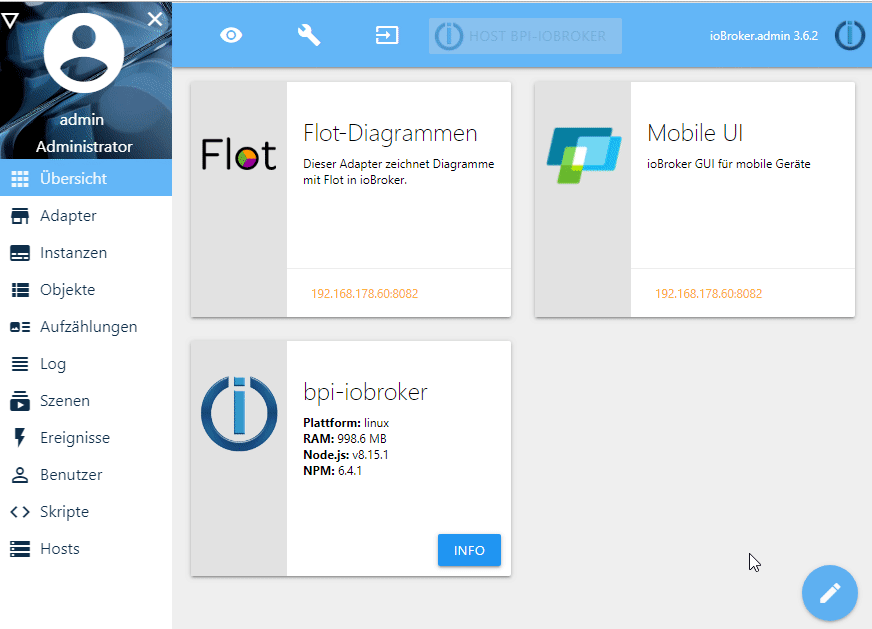 admin
Administrator
Übersicht
Adapter
Instanzen
Objekte
Aufzählungen
Log
Szenen
Ereignisse
Benutzer
Skripte
Hosts
HOST BPI-IOBROKER
ioBroker.admin 3.6.2
Flot
Flot-Diagrammen
Dieser Adapter zeichnet Diagramme
mit Flot in ioBroker.
192.168.178.60:8082
Mobile UI
ioBroker GUI für mobile Geräte
192.168.178.60:8082
bpi-iobroker
Plattform: linux
RAM: 998.6 MB
Node.js: v8.15.1
NPM: 6.4.1
INFO